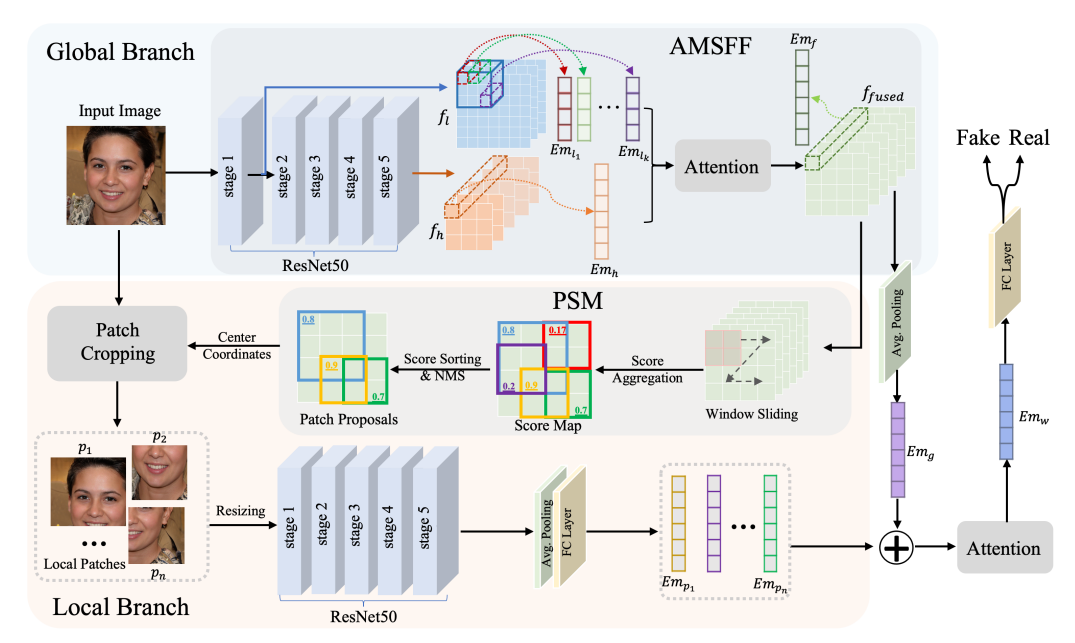 Global Branch
AMSFF
Input Image
stage 1
stage 2
stage 3
stage 4
stage 5
ResNet50
f_l
f_h
Em_{l_1}
...
Em_{l_k}
Em_h
Attention
Em_f
f_{fused}
Fake Real
FC Layer
Avg. Pooling
Em_w
Em_g
PSM
Patch
Cropping
Center
Coordinates
0.8
0.9
0.7
Patch Proposals
Score Sorting
& NMS
0.8
0.17
0.2
0.9
0.7
Score Map
Score
Aggregation
Window Sliding
p_1
p_2
...
Local Patches
p_n
Resizing
stage 1
stage 2
stage 3
stage 4
stage 5
ResNet50
Avg. Pooling
FC Layer
Em_{p_1}
...
Em_{p_n}
+
Attention
Local Branch